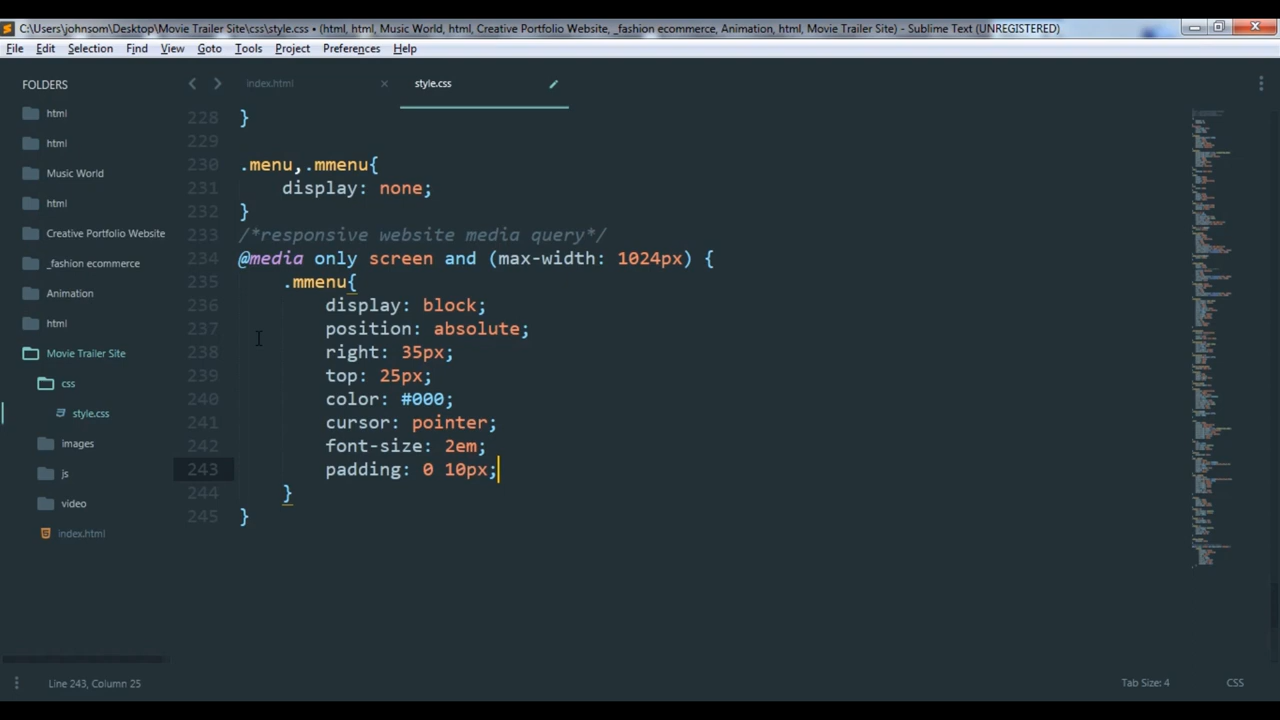 C:\Users\johnsom\Desktop\Movie Trailer Site\css\style.css • (html, html, Music World, html, Creative Portfolio Website, _fashion ecommerce, Animation, html, Movie Trailer Site) - Sublime Text (UNREGISTERED)
File Edit Selection Find View Goto Tools Project Preferences Help
FOLDERS
html
html
Music World
html
Creative Portfolio Website
_fashion ecommerce
Animation
html
Movie Trailer Site
css
style.css
images
js
video
index.html
index.html style.css
228 }
229
230 .menu,.mmenu{
231 display: none;
232 }
233 /*responsive website media query*/
234 @media only screen and (max-width: 1024px) {
235 .mmenu{
236 display: block;
237 position: absolute;
238 right: 35px;
239 top: 25px;
240 color: #000;
241 cursor: pointer;
242 font-size: 2em;
243 padding: 0 10px;
244 }
245 }
Line 243, Column 25
Tab Size: 4 CSS